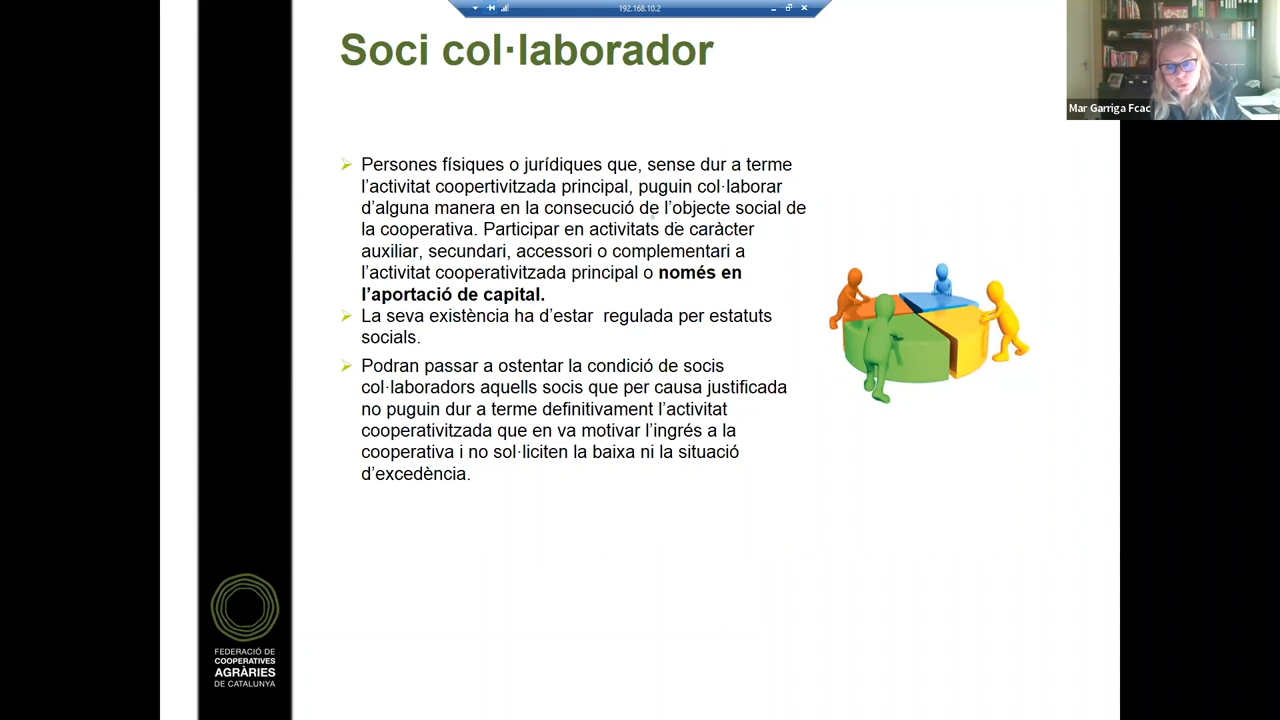 192.168.10.2
Soci col·laborador
Mar Garriga Fcac
Persones físiques o jurídiques que, sense dur a terme
l’activitat coopertivitzada principal, puguin col·laborar
d’alguna manera en la consecució de l’objecte social de
la cooperativa. Participar en activitats de caràcter
auxiliar, secundari, accessori o complementari a
l’activitat cooperativitzada principal o només en
l’aportació de capital.
La seva existència ha d’estar regulada per estatuts
socials.
Podran passar a ostentar la condició de socis
col·laboradors aquells socis que per causa justificada
no puguin dur a terme definitivament l’activitat
cooperativitzada que en va motivar l’ingrés a la
cooperativa i no sol·liciten la baixa ni la situació
d’excedència.
FEDERACIÓ DE
COOPERATIVES
AGRÀRIES
DE CATALUNYA